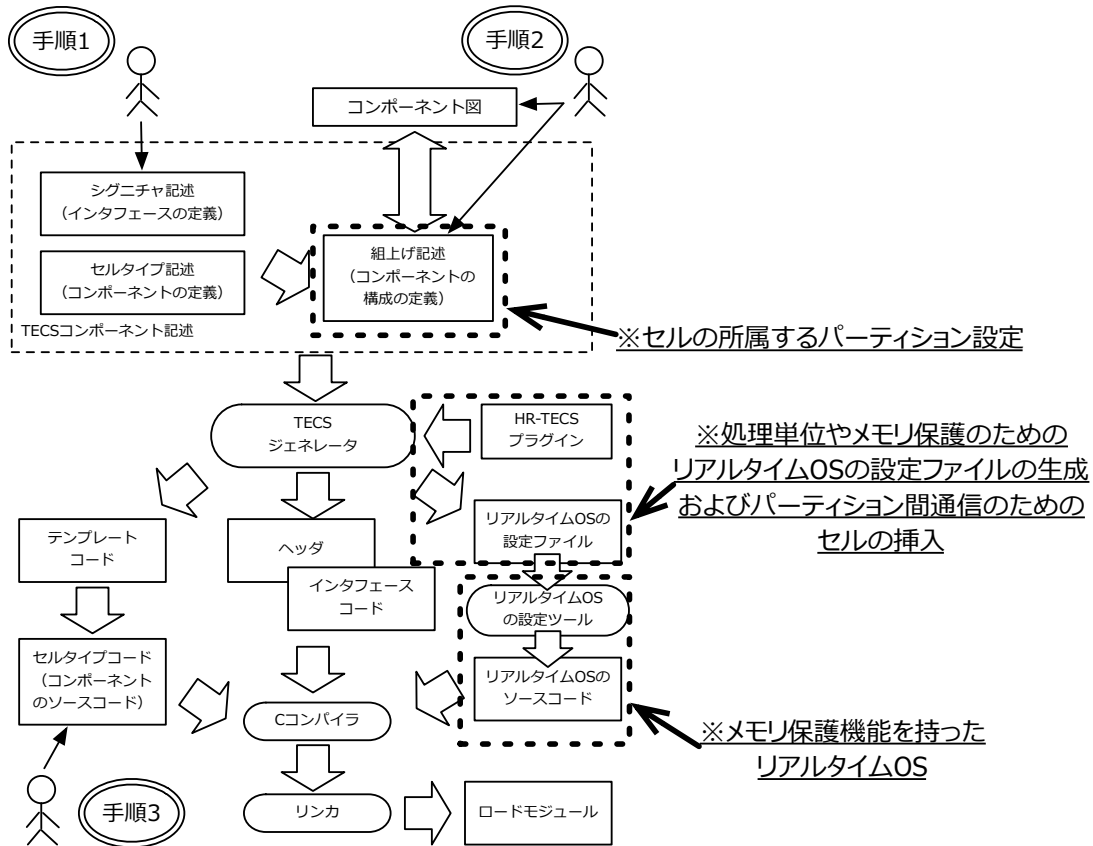 手順1
手順2
コンポーネント図
シグニチャ記述
（インタフェースの定義）
セルタイプ記述
（コンポーネントの定義）
組上げ記述
（コンポーネントの
構成の定義）
TECSコンポーネント記述
※セルの所属するパーティション設定
TECS
ジェネレータ
HR-TECS
プラグイン
※処理単位やメモリ保護のための
リアルタイムOSの設定ファイルの生成
およびパーティション間通信のための
セルの挿入
テンプレート
コード
ヘッダ
インタフェース
コード
リアルタイムOSの
設定ファイル
リアルタイムOS
の設定ツール
セルタイプコード
（コンポーネント
のソースコード）
リアルタイムOSの
ソースコード
Cコンパイラ
※メモリ保護機能を持った
リアルタイムOS
手順3
リンカ
ロードモジュール